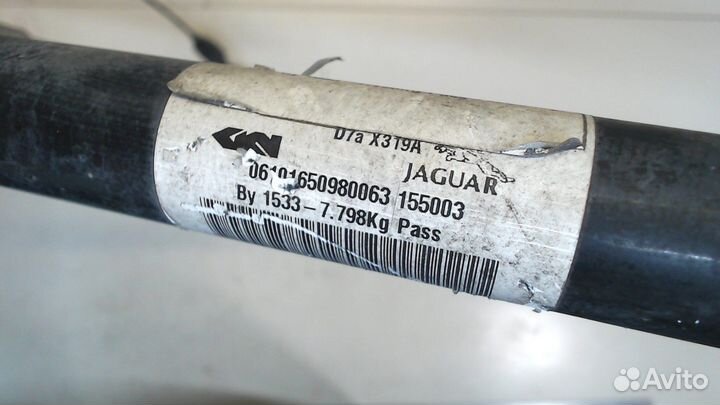 D7a X319A
JAGUAR
06101650980063 155003
By 1533-7.798Kg Pass
Avito